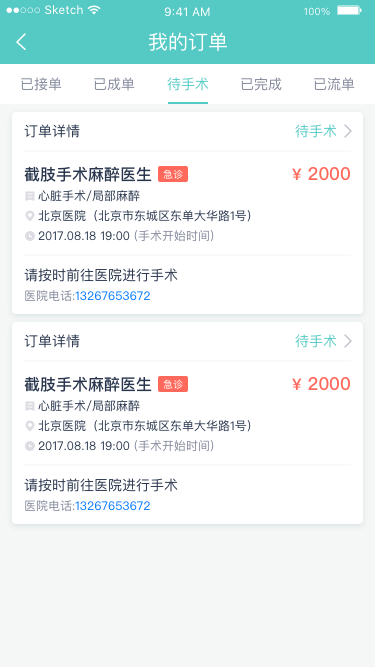 Sketch 9:41 AM 100%
我的订单
已接单 已成单 待手术 已完成 已流单
订单详情 待手术
截肢手术麻醉医生 急诊 ¥ 2000
心脏手术/局部麻醉
北京医院（北京市东城区东单大华路1号）
2017.08.18 19:00 (手术开始时间)
请按时前往医院进行手术
医院电话:13267653672
订单详情 待手术
截肢手术麻醉医生 急诊 ¥ 2000
心脏手术/局部麻醉
北京医院（北京市东城区东单大华路1号）
2017.08.18 19:00 (手术开始时间)
请按时前往医院进行手术
医院电话:13267653672